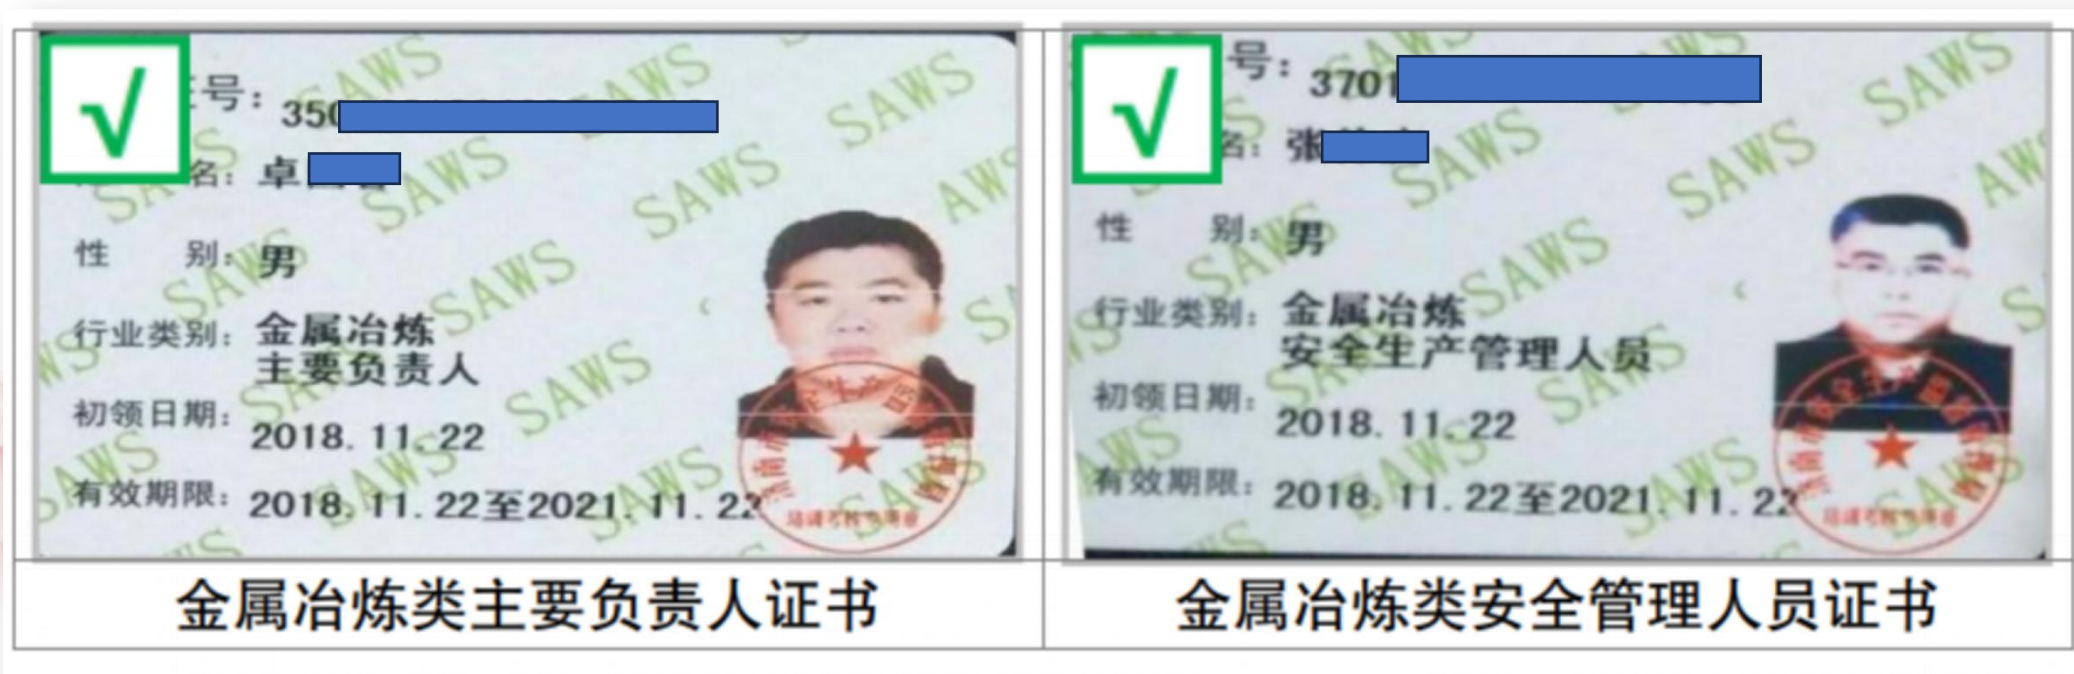 √
证号：350
名：卓
性 别：男
行业类别：金属冶炼
主要负责人
初领日期：2018.11.22
有效期限：2018.11.22至2021.11.22
SAWS
金属冶炼类主要负责人证书
√
号：3701
名：张
性 别：男
行业类别：金属冶炼
安全生产管理人员
初领日期：2018.11.22
有效期限：2018.11.22至2021.11.22
SAWS
金属冶炼类安全管理人员证书